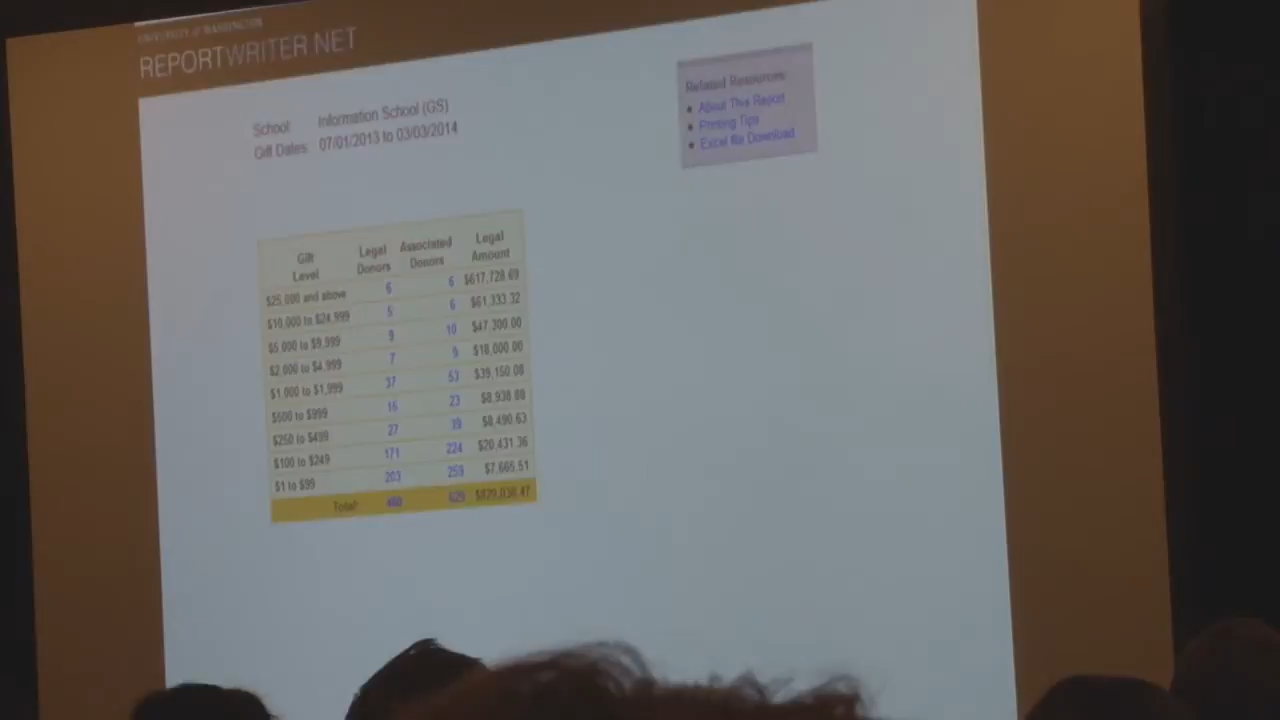 UNIVERSITY of WASHINGTON
REPORTWRITER.NET
School: Information School (GS)
Gift Dates: 07/01/2013 to 03/03/2014
Related Resources
• About This Report
• Printing Tips
• Excel file Download
Gift Level Legal Donors Associated Donors Legal Amount
$25,000 and above 6 6 $617,728.69
$10,000 to $24,999 5 6 $61,333.32
$5,000 to $9,999 9 10 $47,300.00
$2,000 to $4,999 7 9 $18,000.00
$1,000 to $1,999 37 53 $39,150.08
$500 to $999 16 23 $8,938.88
$250 to $499 27 39 $8,490.63
$100 to $249 171 224 $20,431.36
$1 to $99 203 259 $7,665.51
Total: 629